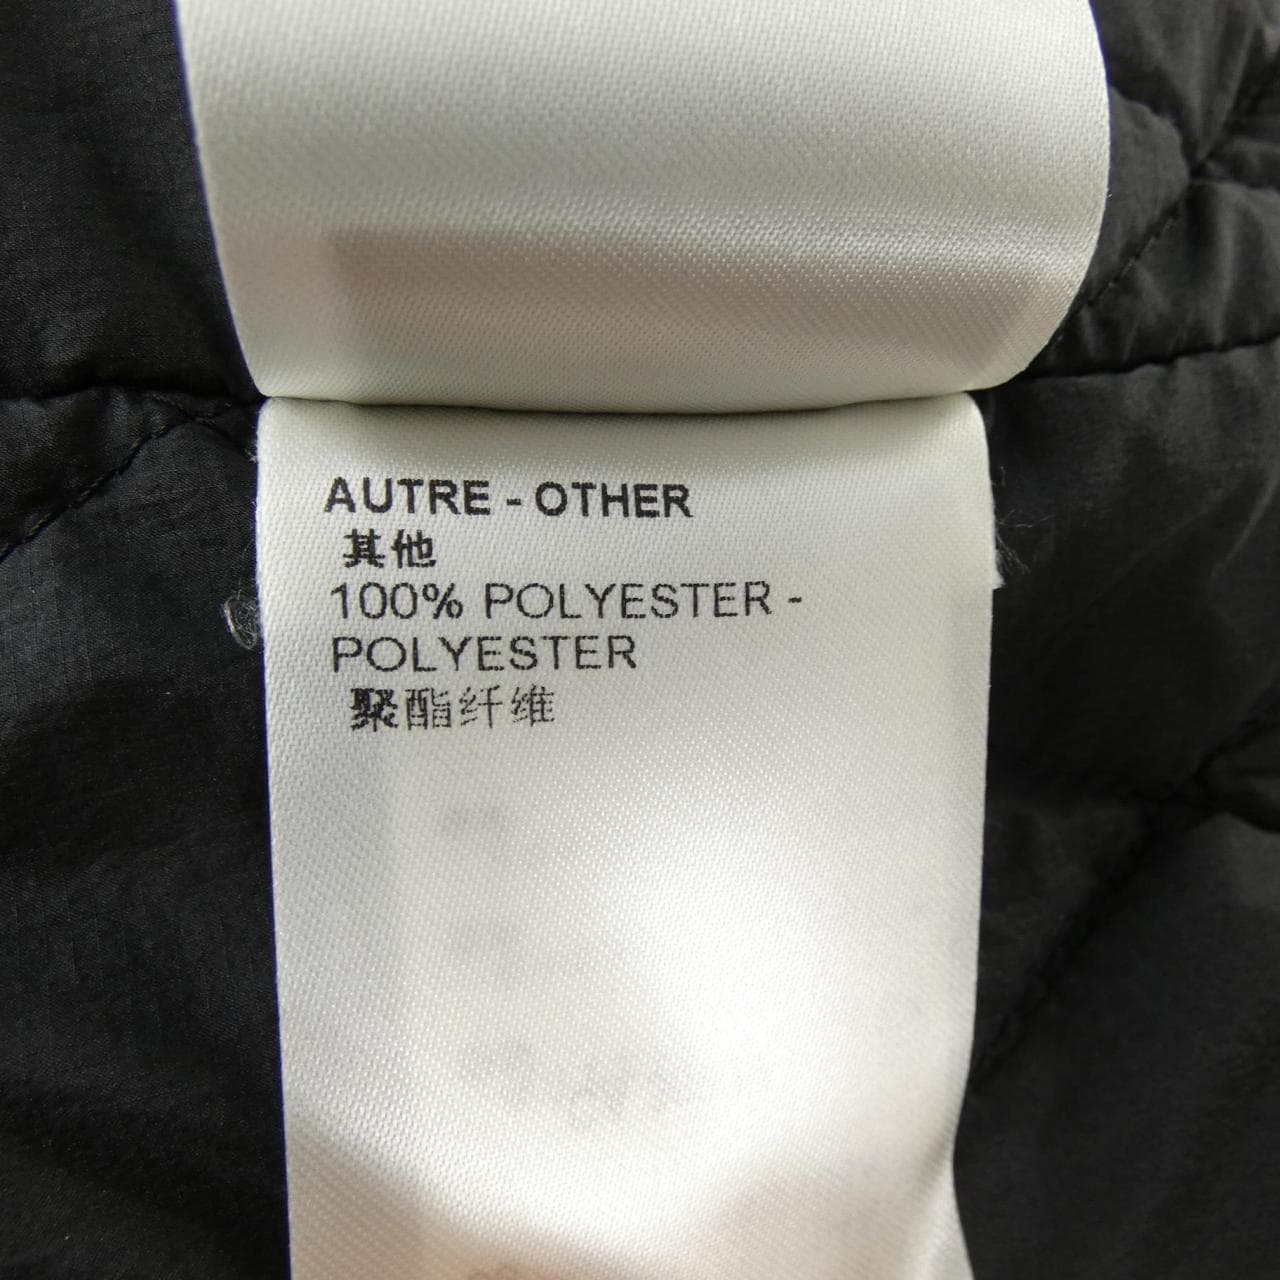 AUTRE - OTHER
其他
100% POLYESTER -
POLYESTER
聚酯纤维